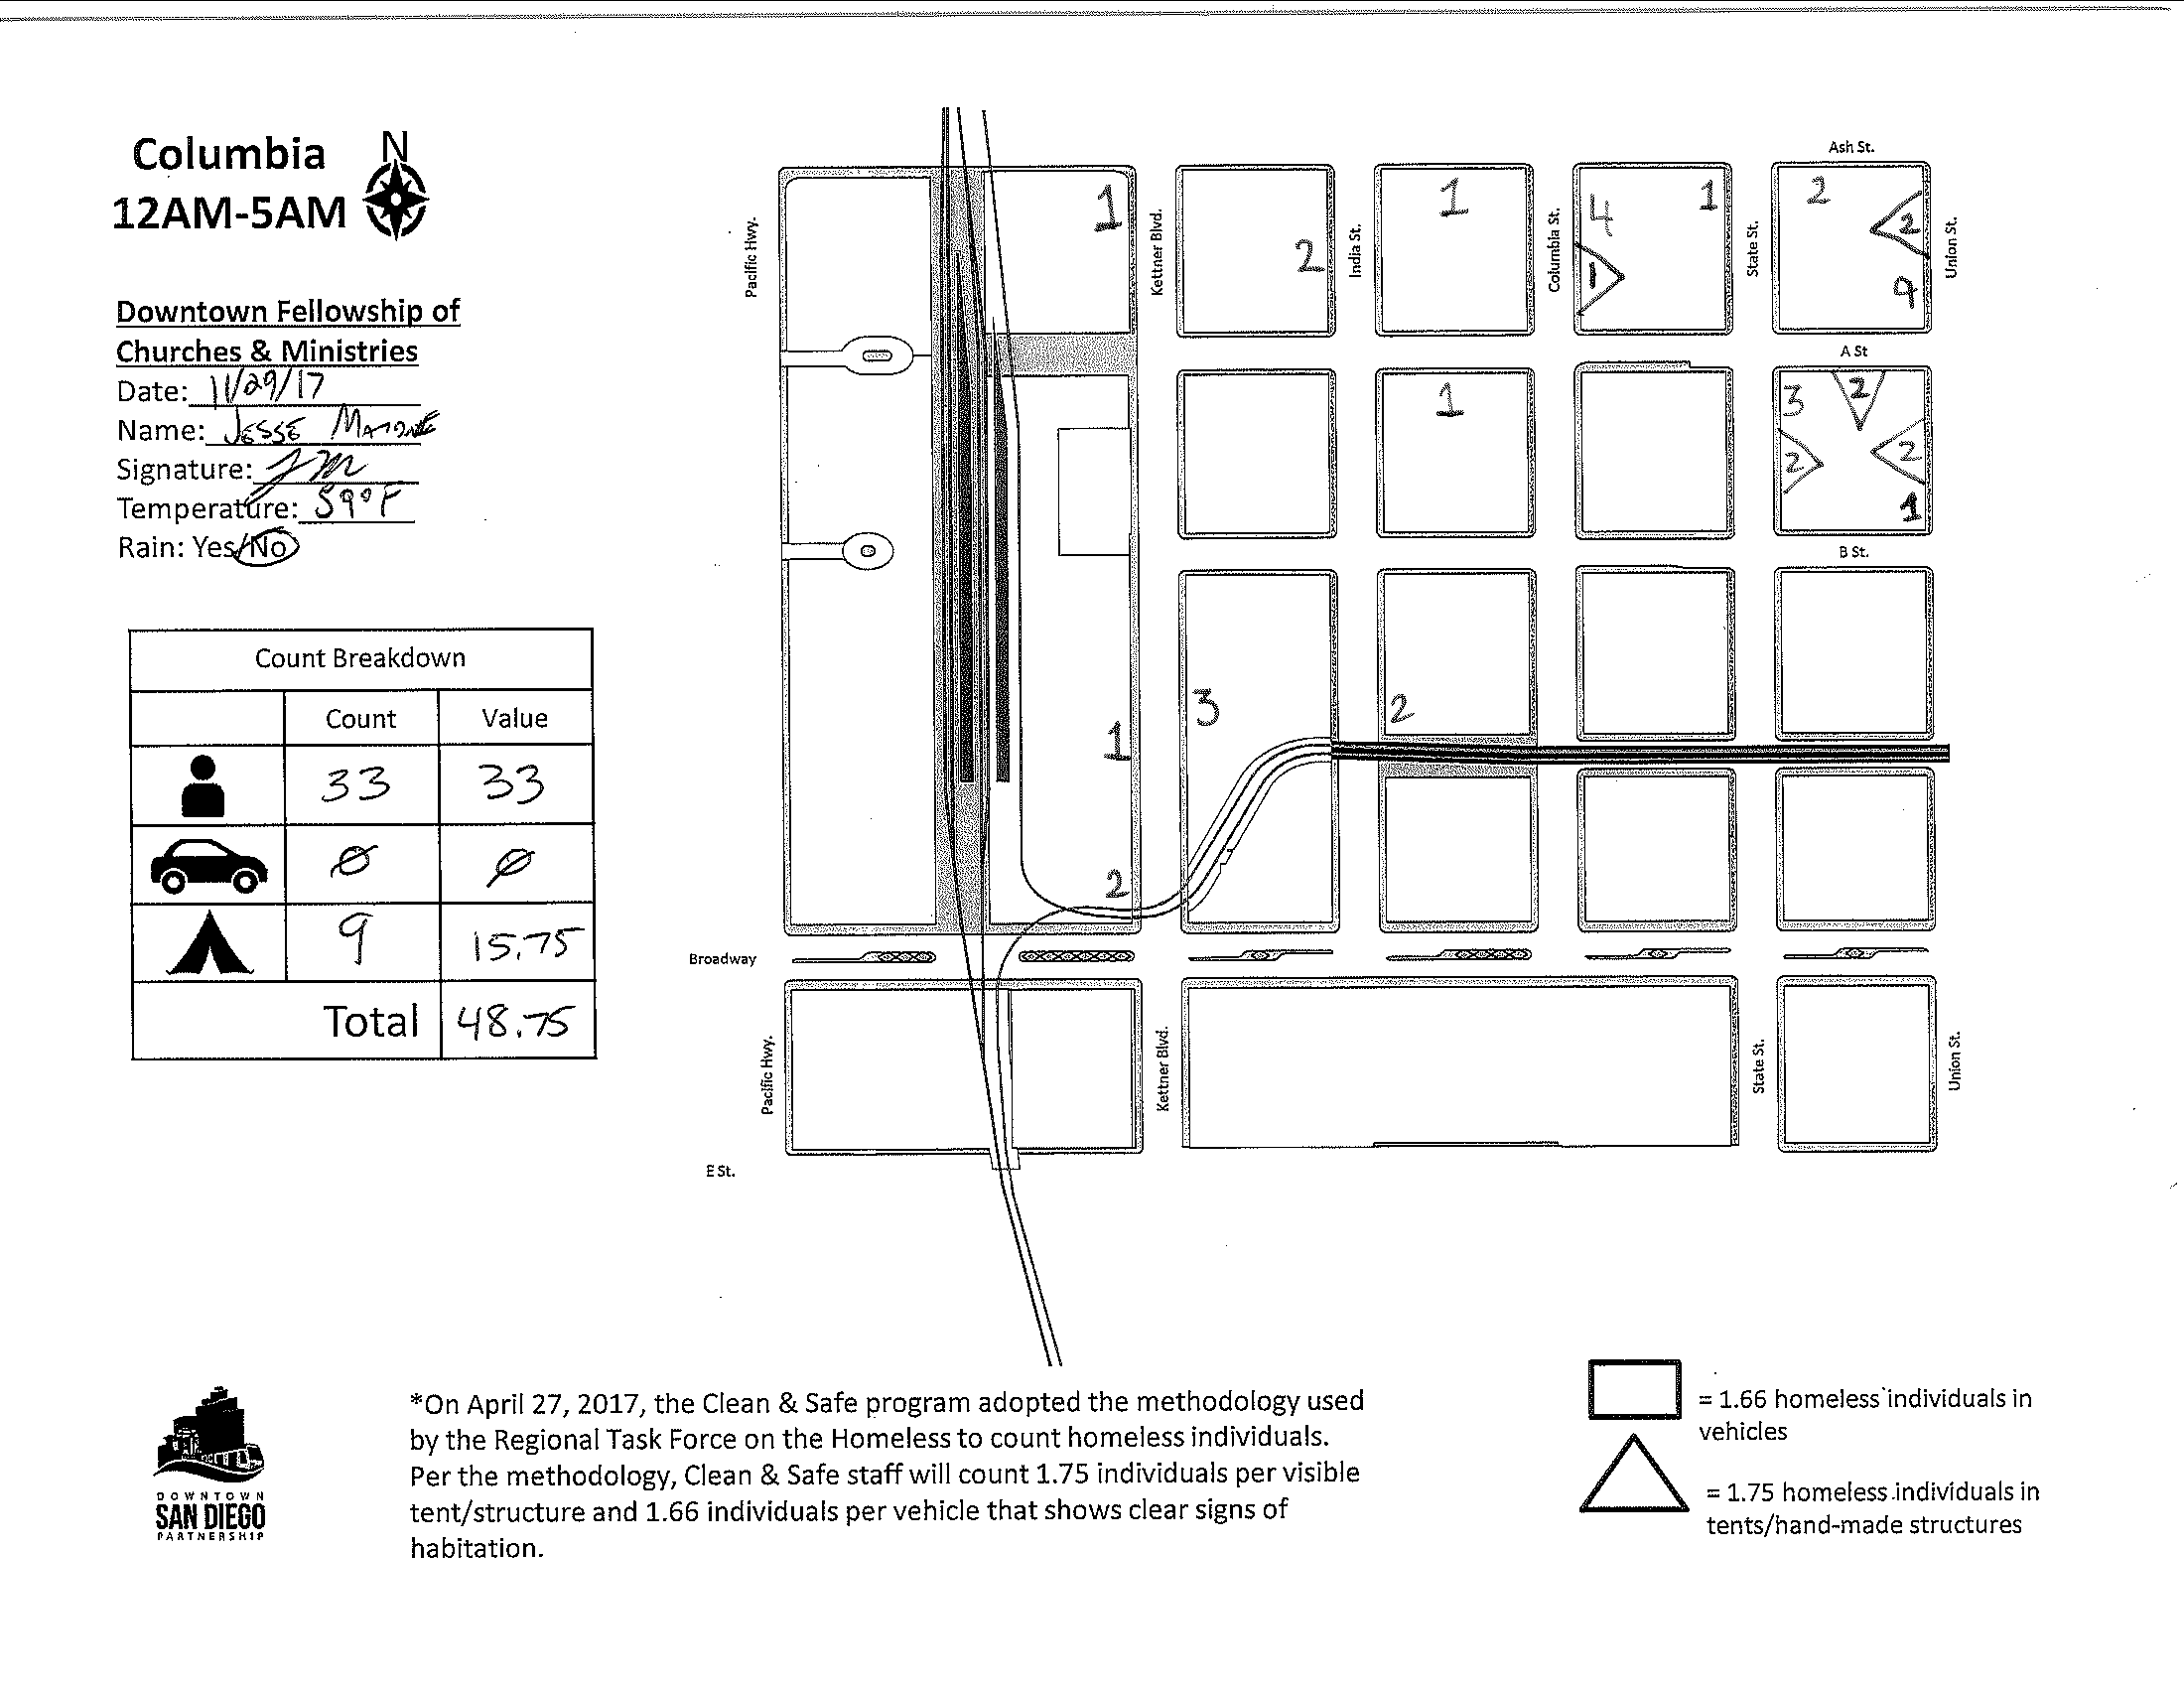 Columbia
N
12AM-5AM
Downtown Fellowship of
Churches & Ministries
Date: 11/29/17
Name: JESSE
Signature: JM
Temperature: 59°F
Rain: Yes/No
Count Breakdown
Count Value
33 33
Ø Ø
9 15.75
Total 48.75
Ash St.
Pacific Hwy.
Kettner Blvd.
India St.
Columbia St.
State St.
Union St.
1
2
1
4
1
1
2
2
9
A St
1
3
2
2
2
1
B St.
3
2
1
2
Broadway
Pacific Hwy.
Kettner Blvd.
State St.
Union St.
E St.
DOWNTOWN
SAN DIEGO
PARTNERSHIP
*On April 27, 2017, the Clean & Safe program adopted the methodology used
by the Regional Task Force on the Homeless to count homeless individuals.
Per the methodology, Clean & Safe staff will count 1.75 individuals per visible
tent/structure and 1.66 individuals per vehicle that shows clear signs of
habitation.
= 1.66 homeless individuals in
vehicles
= 1.75 homeless individuals in
tents/hand-made structures